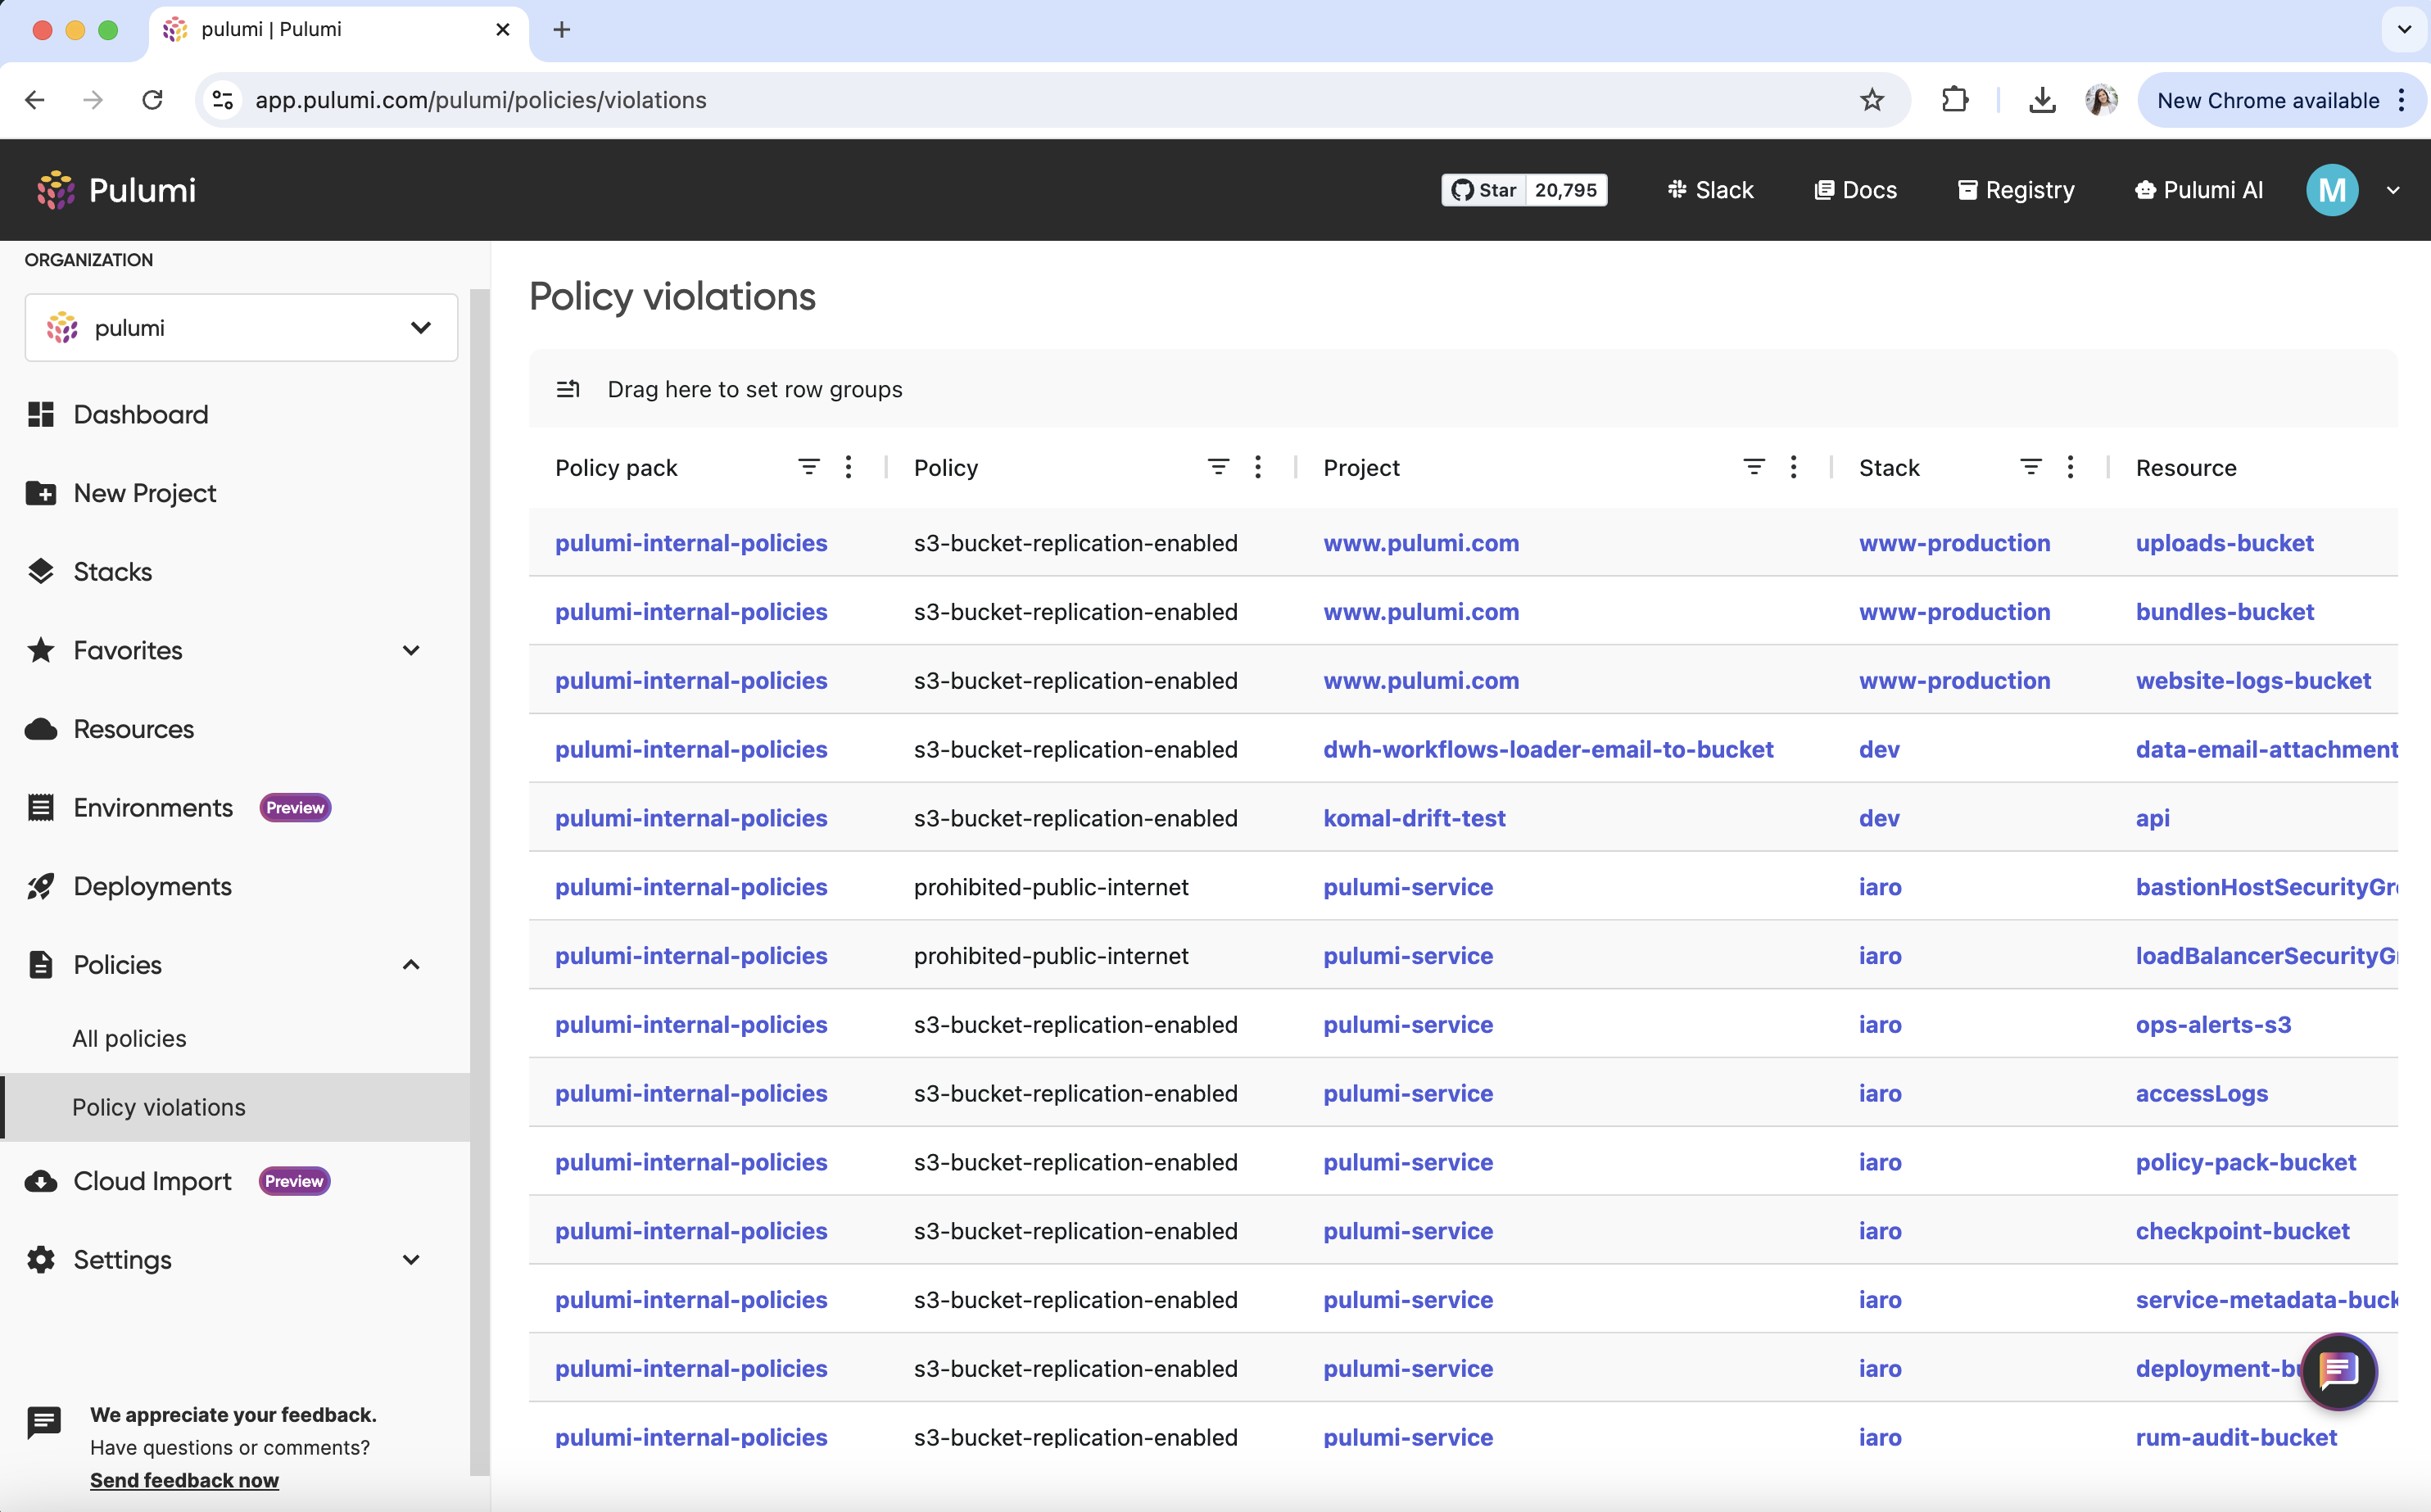 pulumi | Pulumi
app.pulumi.com/pulumi/policies/violations
New Chrome available
Pulumi
Star 20,795
Slack
Docs
Registry
Pulumi AI
M
ORGANIZATION
pulumi
Dashboard
New Project
Stacks
Favorites
Resources
Environments Preview
Deployments
Policies
All policies
Policy violations
Cloud Import Preview
Settings
We appreciate your feedback.
Have questions or comments?
Send feedback now
Policy violations
Drag here to set row groups
Policy pack Policy Project Stack Resource
pulumi-internal-policies s3-bucket-replication-enabled www.pulumi.com www-production uploads-bucket
pulumi-internal-policies s3-bucket-replication-enabled www.pulumi.com www-production bundles-bucket
pulumi-internal-policies s3-bucket-replication-enabled www.pulumi.com www-production website-logs-bucket
pulumi-internal-policies s3-bucket-replication-enabled dwh-workflows-loader-email-to-bucket dev data-email-attachment
pulumi-internal-policies s3-bucket-replication-enabled komal-drift-test dev api
pulumi-internal-policies prohibited-public-internet pulumi-service iaro bastionHostSecurityGr
pulumi-internal-policies prohibited-public-internet pulumi-service iaro loadBalancerSecurityG
pulumi-internal-policies s3-bucket-replication-enabled pulumi-service iaro ops-alerts-s3
pulumi-internal-policies s3-bucket-replication-enabled pulumi-service iaro accessLogs
pulumi-internal-policies s3-bucket-replication-enabled pulumi-service iaro policy-pack-bucket
pulumi-internal-policies s3-bucket-replication-enabled pulumi-service iaro checkpoint-bucket
pulumi-internal-policies s3-bucket-replication-enabled pulumi-service iaro service-metadata-buck
pulumi-internal-policies s3-bucket-replication-enabled pulumi-service iaro deployment-b
pulumi-internal-policies s3-bucket-replication-enabled pulumi-service iaro rum-audit-bucket